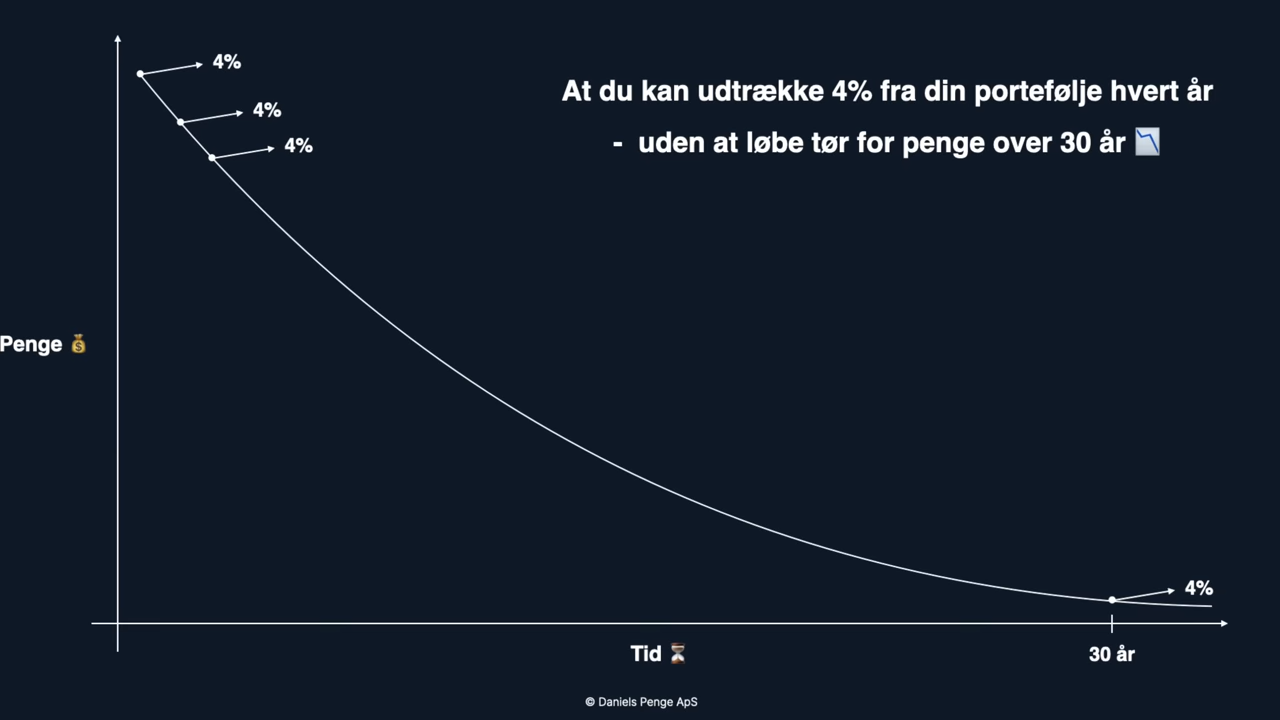 4%
4%
4%
At du kan udtrække 4% fra din portefølje hvert år
- uden at løbe tør for penge over 30 år 📉
Penge 💰
4%
Tid ⏳
30 år
© Daniels Penge ApS